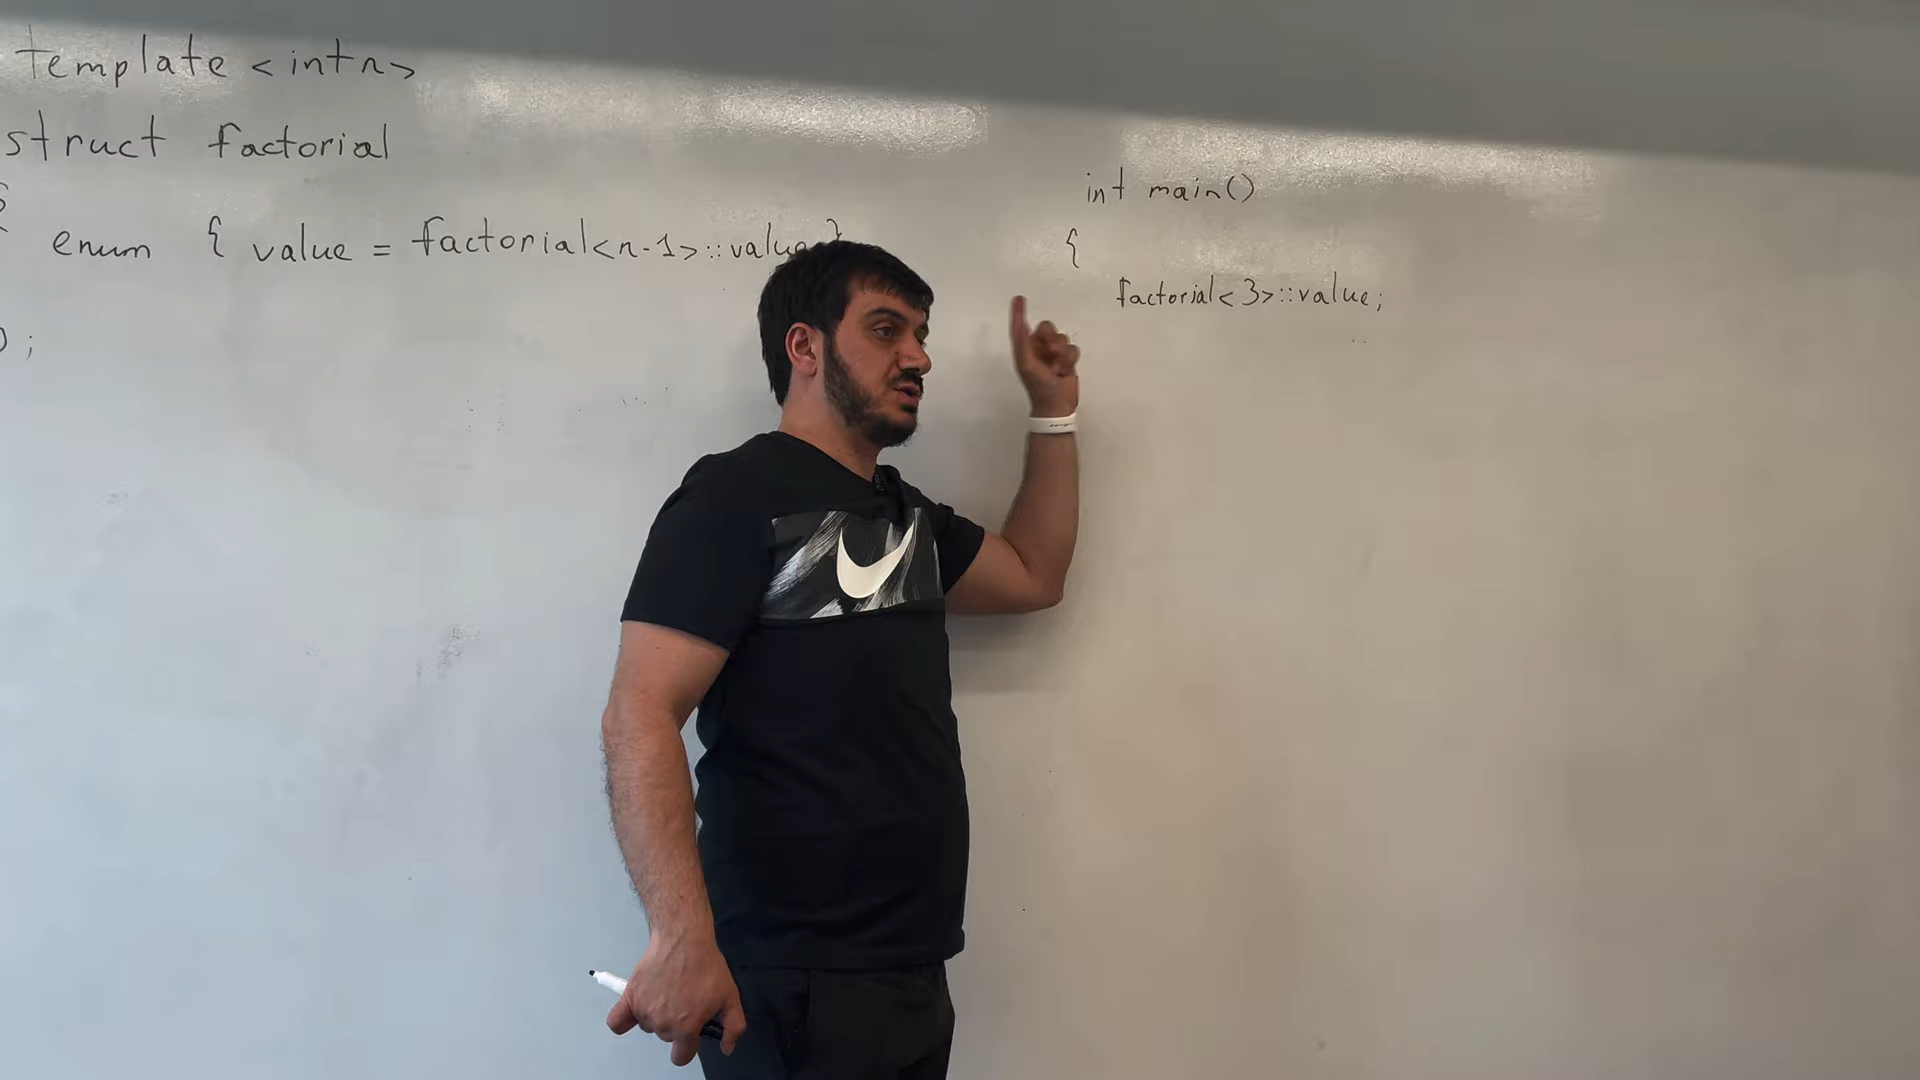 template <int n>
struct factorial
{
enum { value = factorial<n-1>::value }
};
int main()
{
factorial<3>::value;